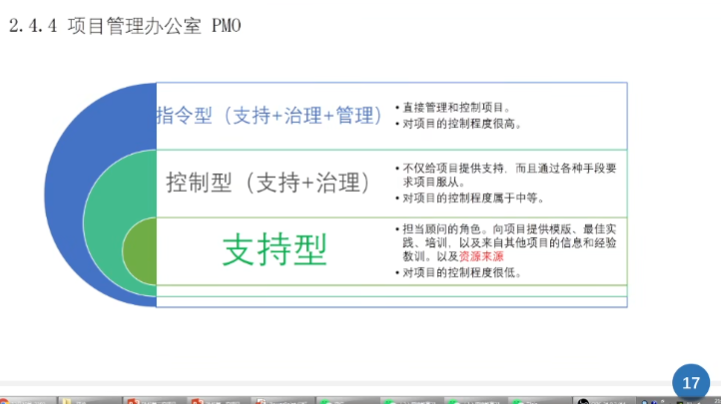 2.4.4 项目管理办公室 PMO
指令型（支持+治理+管理）
•直接管理和控制项目。
•对项目的控制程度很高。
控制型（支持+治理）
•不仅给项目提供支持，而且通过各种手段要
求项目服从。
•对项目的控制程度属于中等。
支持型
•担当顾问的角色。向项目提供模版、最佳实
践、培训，以及来自其他项目的信息和经验
教训。以及资源来源
•对项目的控制程度很低。
17